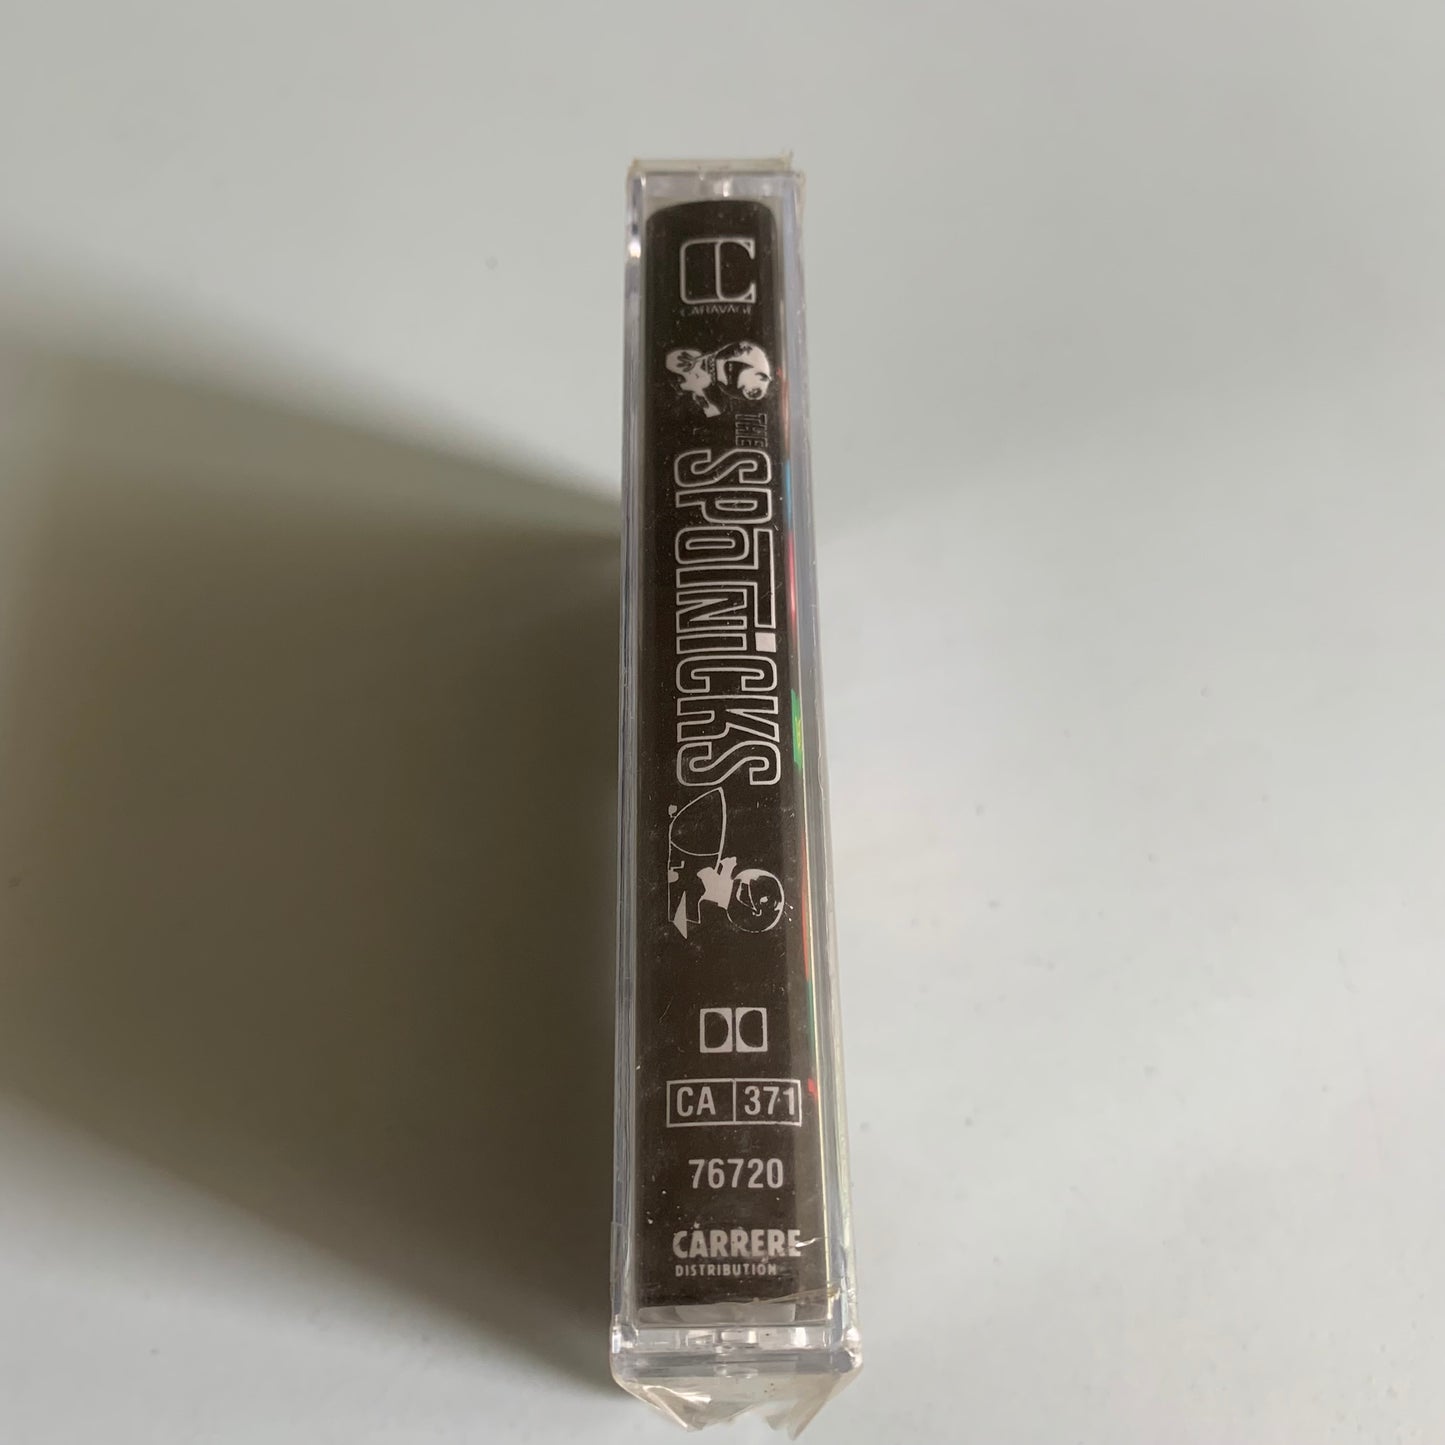 CARAVAGE
THE
SPOTNiCKS
CA 371
76720
CARRERE
DISTRIBUTION